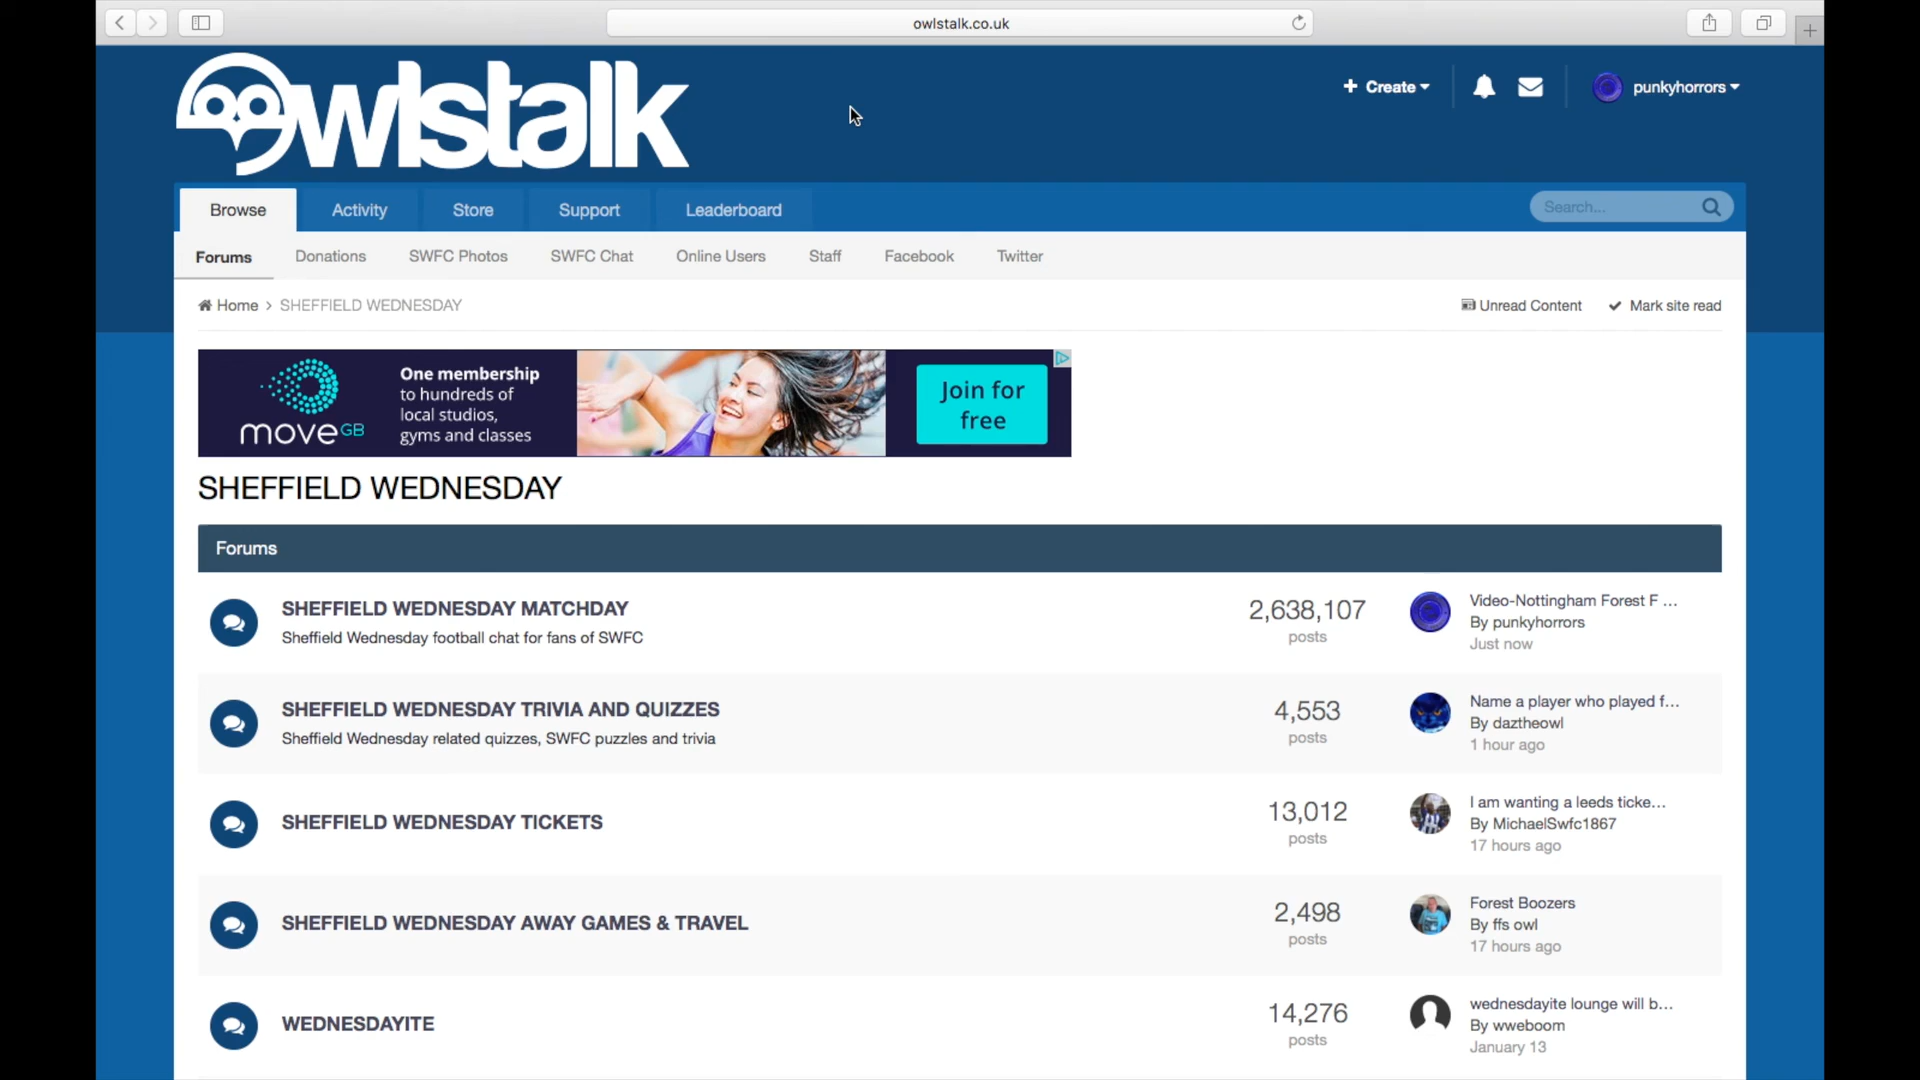 owlstalk.co.uk
Owlstalk
Create
punkyhorrors
Browse
Activity
Store
Support
Leaderboard
Search...
Forums
Donations
SWFC Photos
SWFC Chat
Online Users
Staff
Facebook
Twitter
Home > SHEFFIELD WEDNESDAY
Unread Content
Mark site read
moveGB
One membership
to hundreds of
local studios,
gyms and classes
Join for
free
SHEFFIELD WEDNESDAY
Forums
SHEFFIELD WEDNESDAY MATCHDAY
Sheffield Wednesday football chat for fans of SWFC
2,638,107
posts
Video-Nottingham Forest F ...
By punkyhorrors
Just now
SHEFFIELD WEDNESDAY TRIVIA AND QUIZZES
Sheffield Wednesday related quizzes, SWFC puzzles and trivia
4,553
posts
Name a player who played f...
By daztheowl
1 hour ago
SHEFFIELD WEDNESDAY TICKETS
13,012
posts
I am wanting a leeds ticke...
By MichaelSwfc1867
17 hours ago
SHEFFIELD WEDNESDAY AWAY GAMES & TRAVEL
2,498
posts
Forest Boozers
By ffs owl
17 hours ago
WEDNESDAYITE
14,276
posts
wednesdayite lounge will b...
By wweboom
January 13